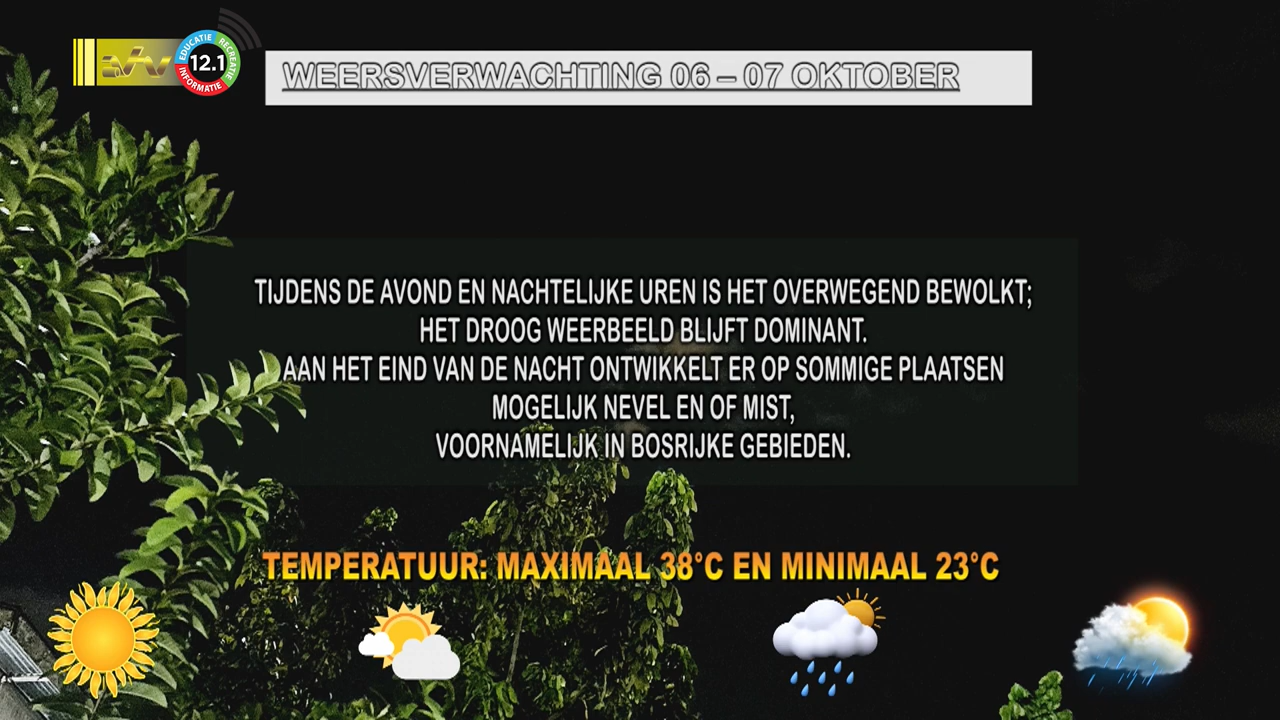 EDUCATIE
RECREATIE
INFORMATIE
12.1
WEERSVERWACHTING 06 – 07 OKTOBER
TIJDENS DE AVOND EN NACHTELIJKE UREN IS HET OVERWEGEND BEWOLKT;
HET DROOG WEERBEELD BLIJFT DOMINANT.
AAN HET EIND VAN DE NACHT ONTWIKKELT ER OP SOMMIGE PLAATSEN
MOGELIJK NEVEL EN OF MIST,
VOORNAMELIJK IN BOSRIJKE GEBIEDEN.
TEMPERATUUR: MAXIMAAL 38°C EN MINIMAAL 23°C